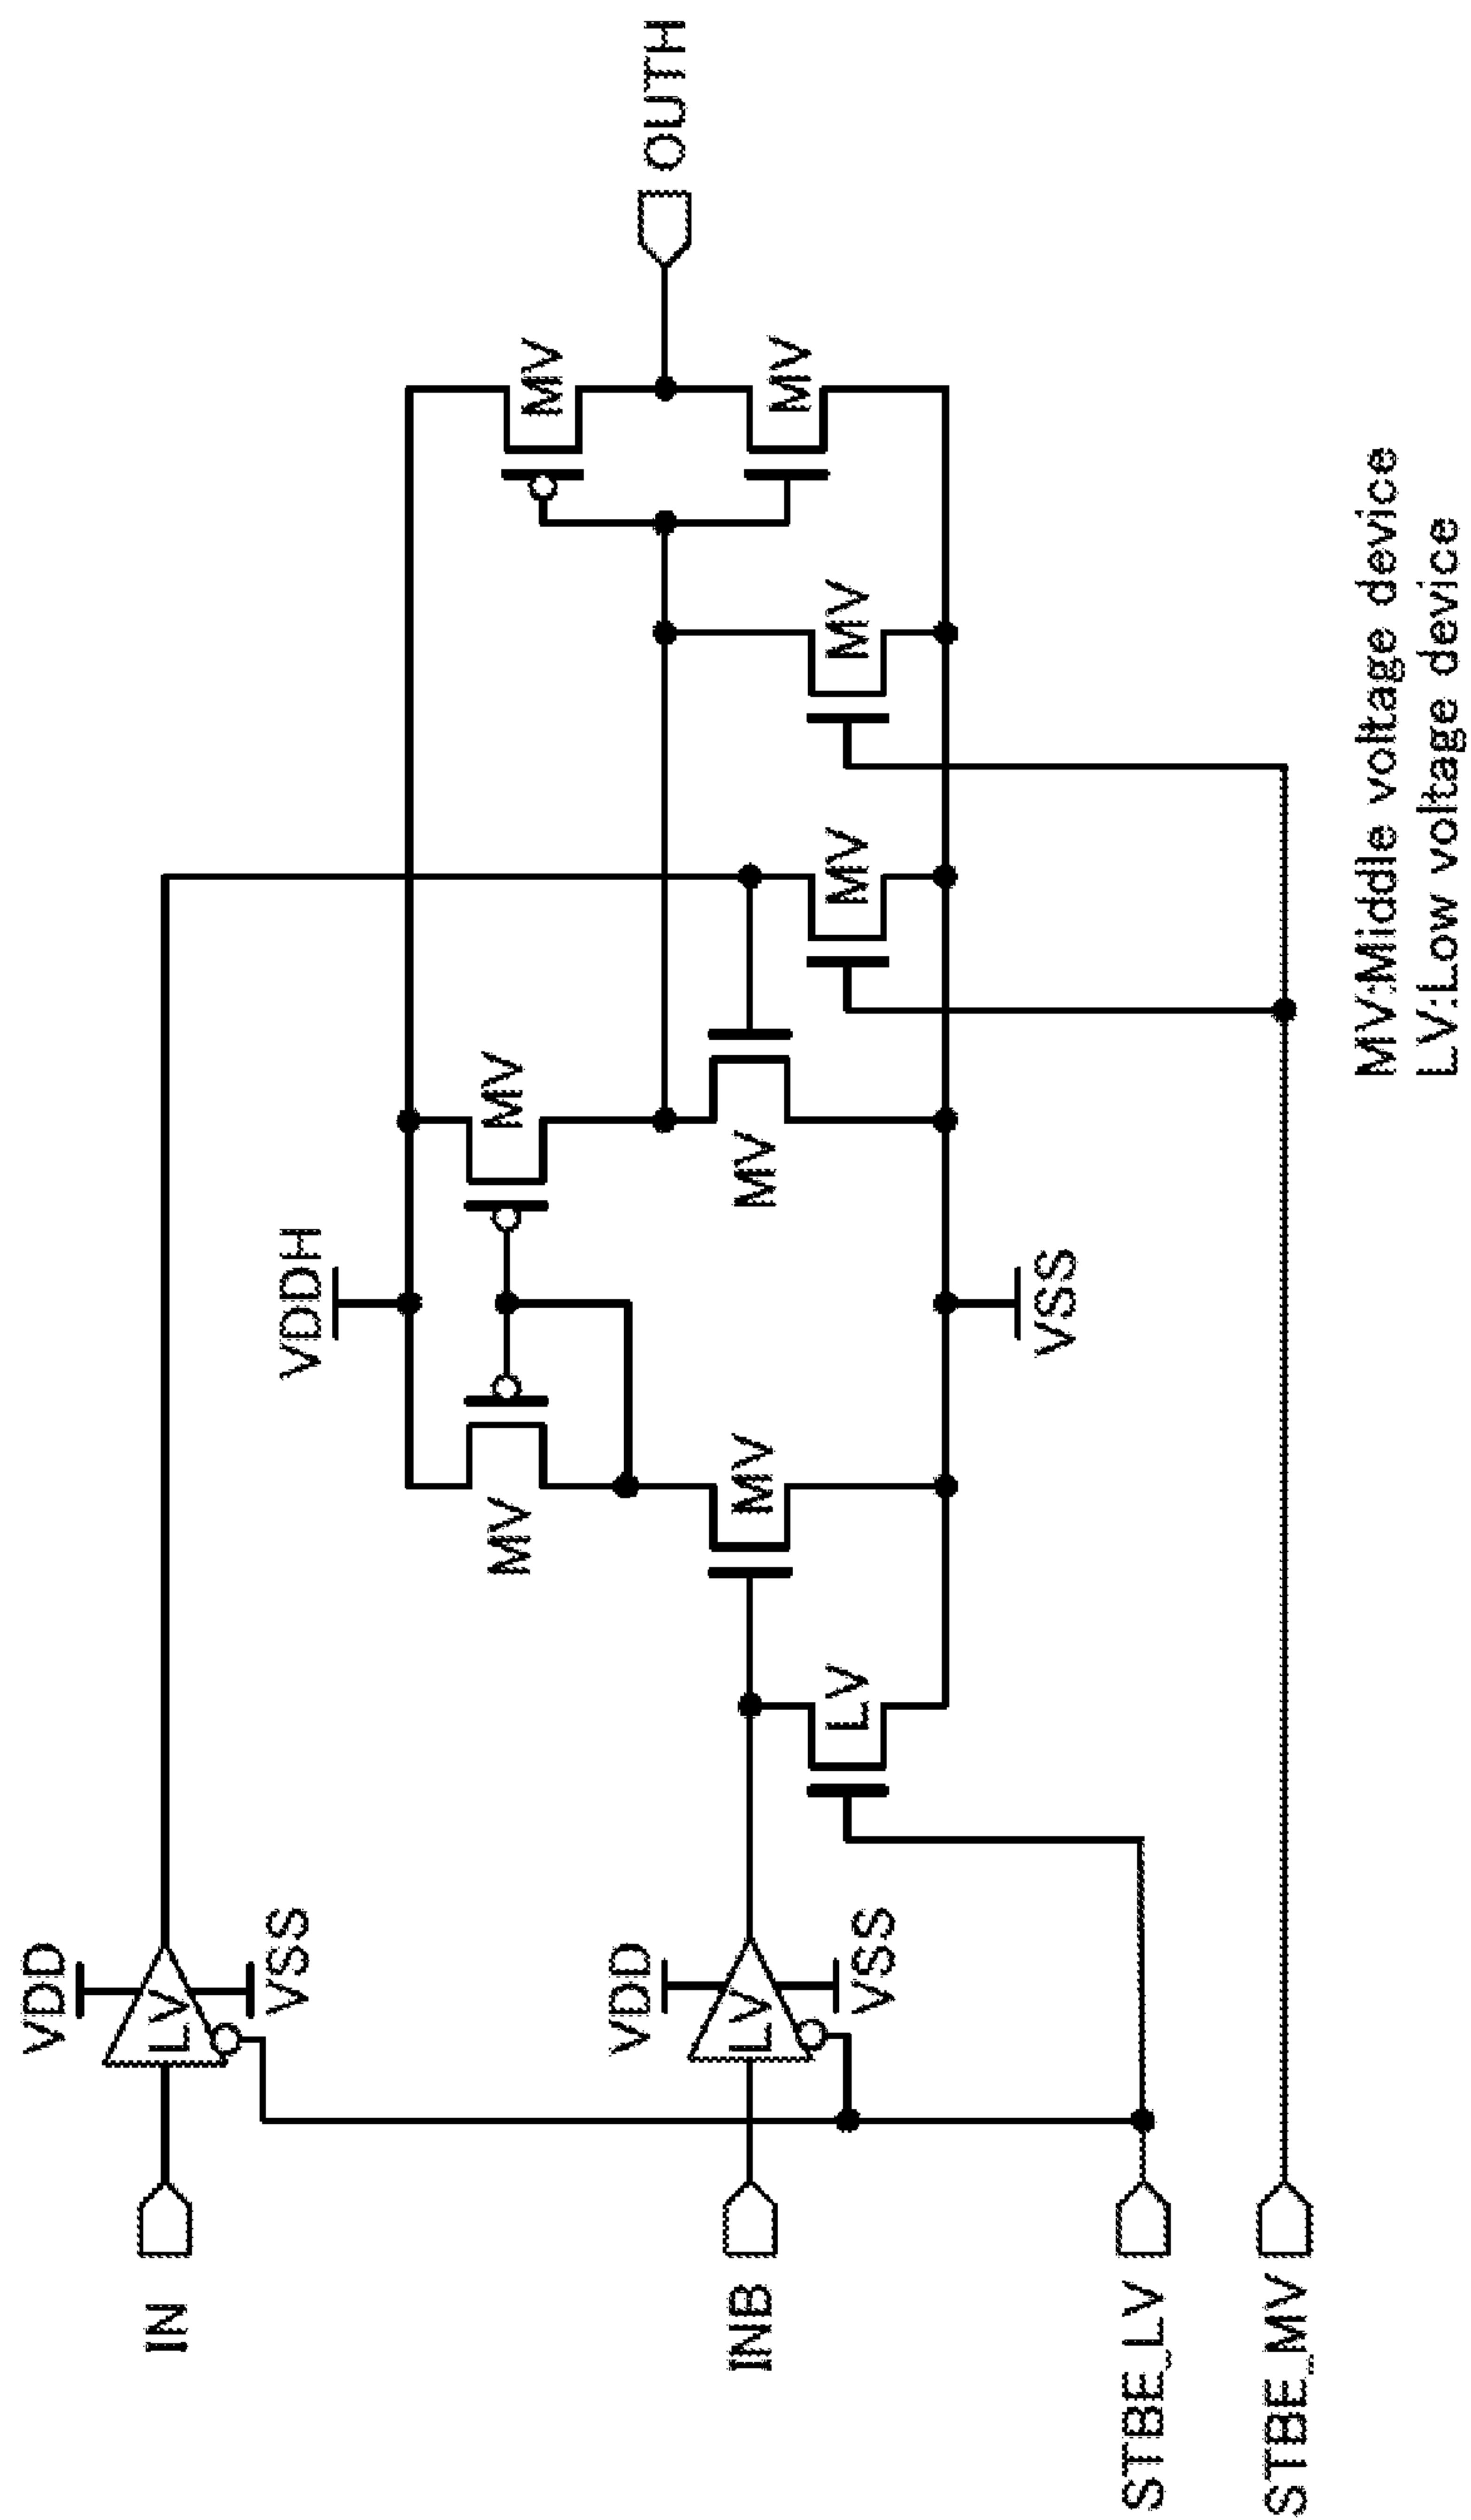 VDD
IN
LV
VSS
VDDH
MV
MV
MV
MV
OUTH
VDD
INB
LV
VSS
MV
MV
MV
LV
MV
MV
VSS
STBE_LV
STBE_MV
MV:Middle voltage device
LV:Low voltage device